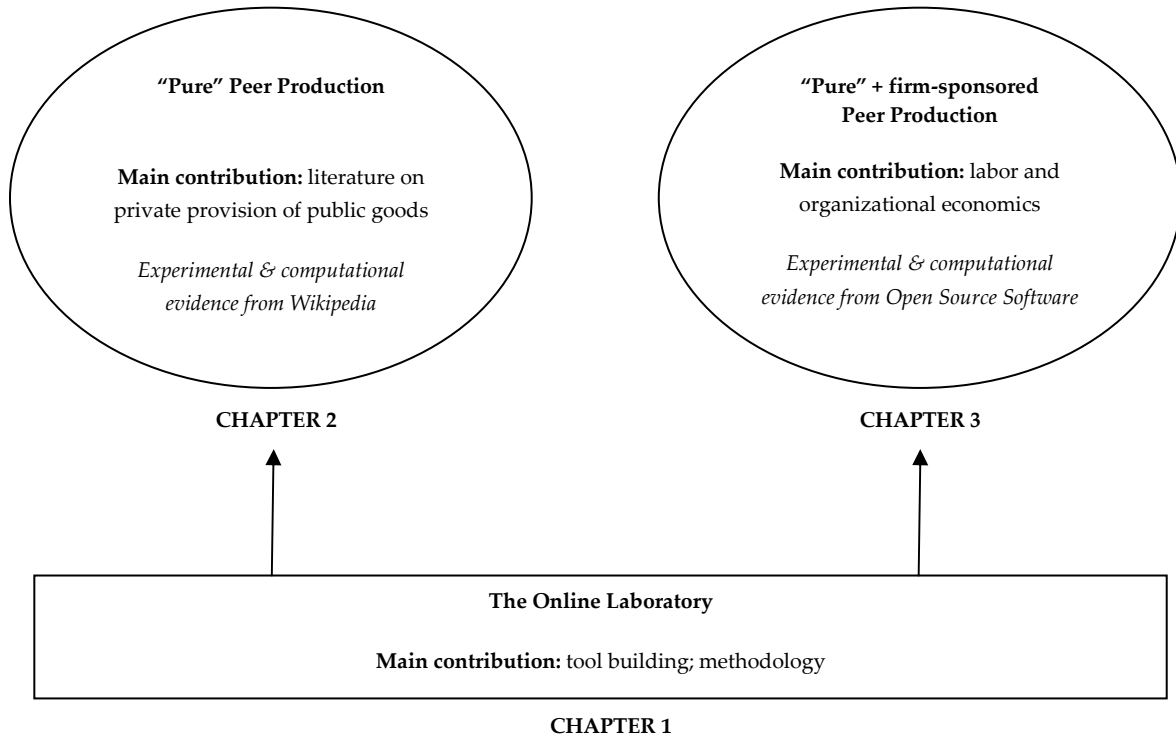 “Pure” Peer Production
Main contribution: literature on
private provision of public goods
Experimental & computational
evidence from Wikipedia
CHAPTER 2
“Pure” + firm-sponsored
Peer Production
Main contribution: labor and
organizational economics
Experimental & computational
evidence from Open Source Software
CHAPTER 3
The Online Laboratory
Main contribution: tool building; methodology
CHAPTER 1